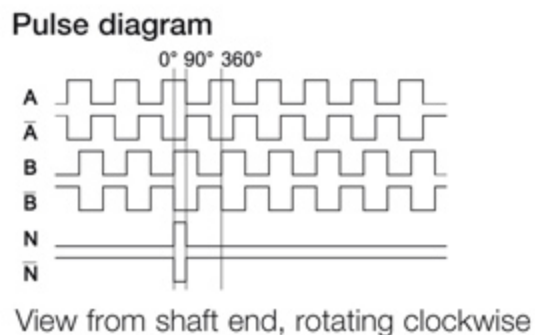 Pulse diagram
0° 90° 360°
A
A̅
B
B̅
N
N̅
View from shaft end, rotating clockwise